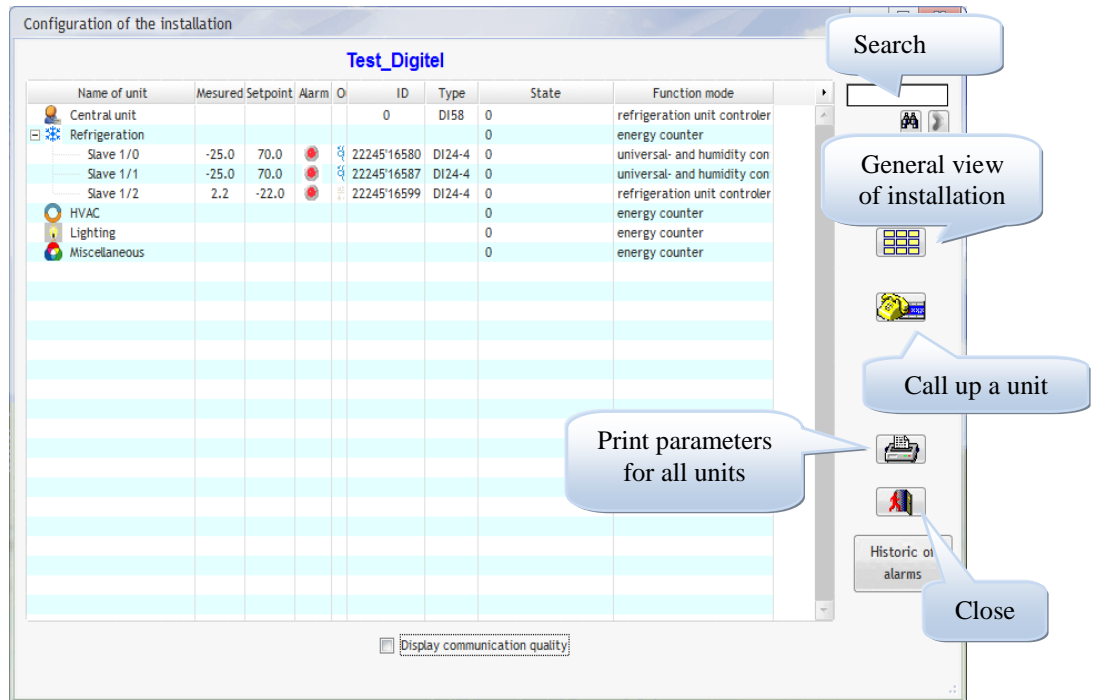 Configuration of the installation
Test_Digitel
Search
Name of unit Mesured Setpoint Alarm O ID Type State Function mode
Central unit 0 DI58 0 refrigeration unit controler
Refrigeration 0 energy counter
Slave 1/0 -25.0 70.0 22245'16580 DI24-4 0 universal- and humidity con
Slave 1/1 -25.0 70.0 22245'16587 DI24-4 0 universal- and humidity con
Slave 1/2 2.2 -22.0 22245'16599 DI24-4 0 refrigeration unit controler
HVAC 0 energy counter
Lighting 0 energy counter
Miscellaneous 0 energy counter
General view
of installation
Call up a unit
Print parameters
for all units
Historic of
alarms
Close
Display communication quality